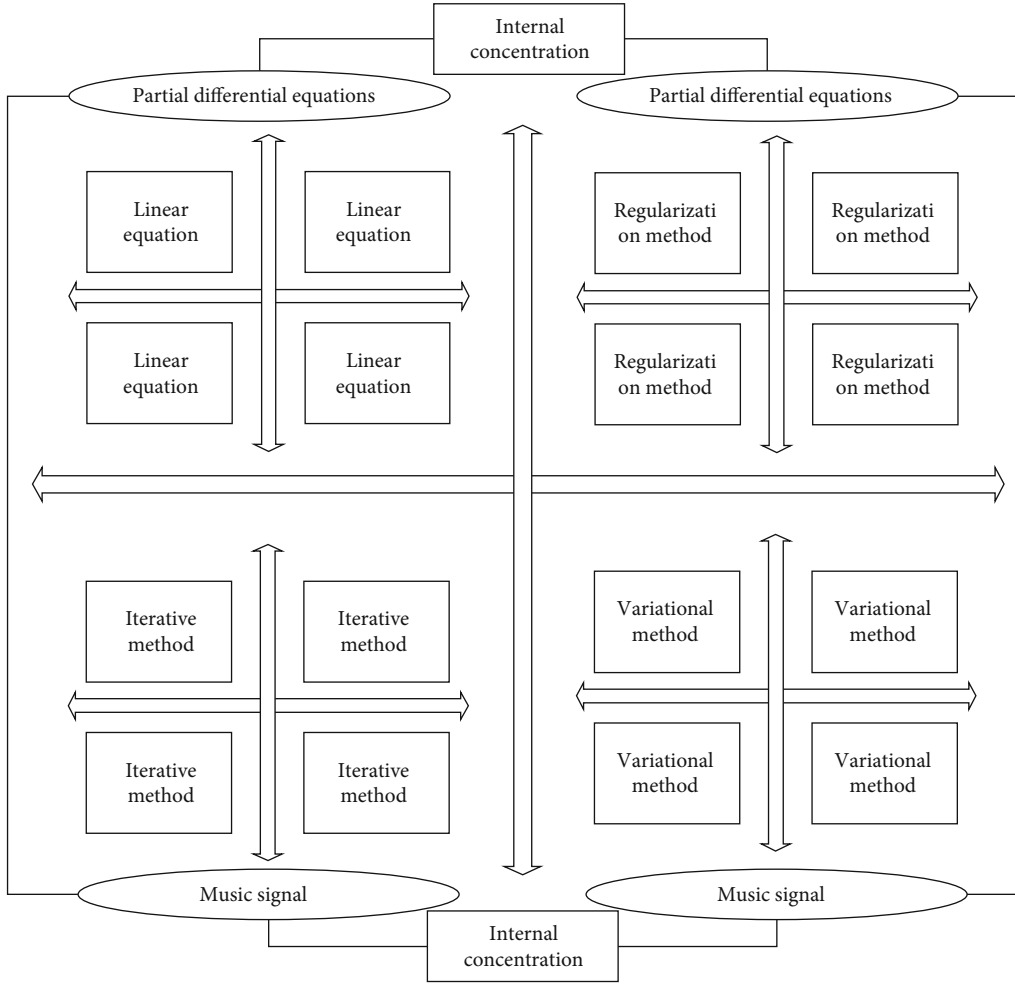 Internal
concentration
Partial differential equations
Partial differential equations
Linear
equation
Linear
equation
Regularizati
on method
Regularizati
on method
Linear
equation
Linear
equation
Regularizati
on method
Regularizati
on method
Iterative
method
Iterative
method
Variational
method
Variational
method
Iterative
method
Iterative
method
Variational
method
Variational
method
Music signal
Music signal
Internal
concentration